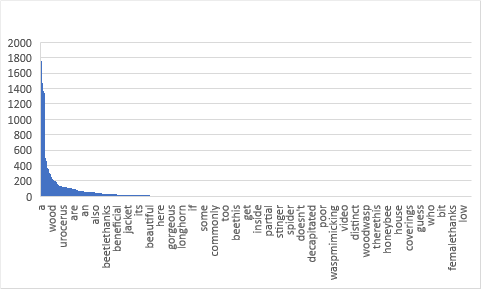 2000
1800
1600
1400
1200
1000
800
600
400
200
0
a
wood
urocerus
are
an
also
beetlethanks
beneficial
jacket
its
beautiful
here
gorgeous
longhorn
if
some
commonly
too
beethis
get
inside
partial
stinger
spider
doesn't
decapitated
poor
waspmimicking
video
distinct
woodwasp
therethis
honeybee
house
coverings
guess
who
bit
femalethanks
low